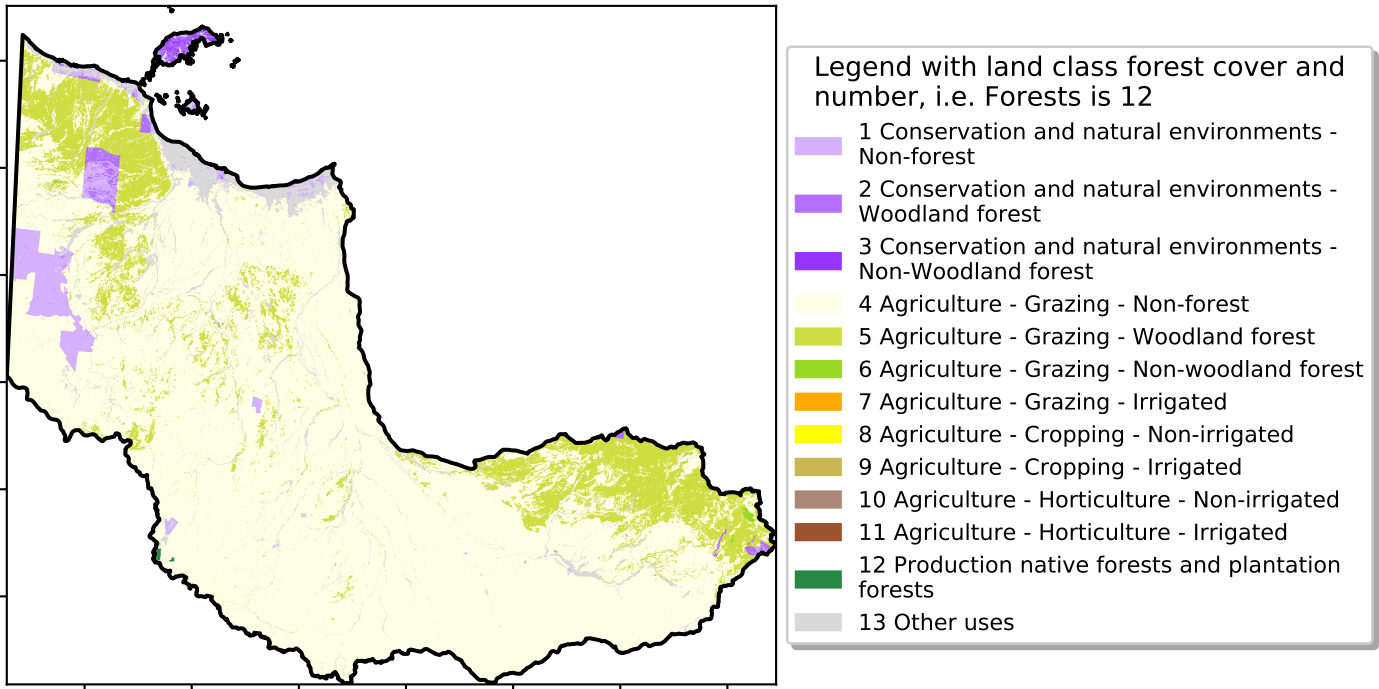 Legend with land class forest cover and
number, i.e. Forests is 12
1 Conservation and natural environments -
Non-forest
2 Conservation and natural environments -
Woodland forest
3 Conservation and natural environments -
Non-Woodland forest
4 Agriculture - Grazing - Non-forest
5 Agriculture - Grazing - Woodland forest
6 Agriculture - Grazing - Non-woodland forest
7 Agriculture - Grazing - Irrigated
8 Agriculture - Cropping - Non-irrigated
9 Agriculture - Cropping - Irrigated
10 Agriculture - Horticulture - Non-irrigated
11 Agriculture - Horticulture - Irrigated
12 Production native forests and plantation
forests
13 Other uses